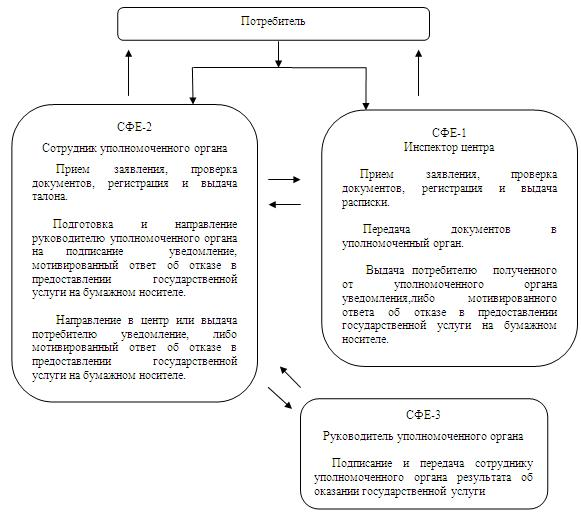 Потребитель
СФЕ-2
Сотрудник уполномоченного органа
Прием заявления, проверка
документов, регистрация и выдача
талона.
Подготовка и направление
руководителю уполномоченного органа
на подписание уведомление,
мотивированный ответ об отказе в
предоставлении государственной
услуги на бумажном носителе.
Направление в центр или выдача
потребителю уведомление, либо
мотивированный ответ об отказе в
предоставлении государственной
услуги на бумажном носителе.
СФЕ-1
Инспектор центра
Прием заявления, проверка
документов, регистрация и выдача
расписки.
Передача документов в
уполномоченный орган.
Выдача потребителю полученного
от уполномоченного органа
уведомления,либо мотивированного
ответа об отказе в предоставлении
государственной услуги на бумажном
носителе.
СФЕ-3
Руководитель уполномоченного органа
Подписание и передача сотруднику
уполномоченного органа результата об
оказании государственной услуги